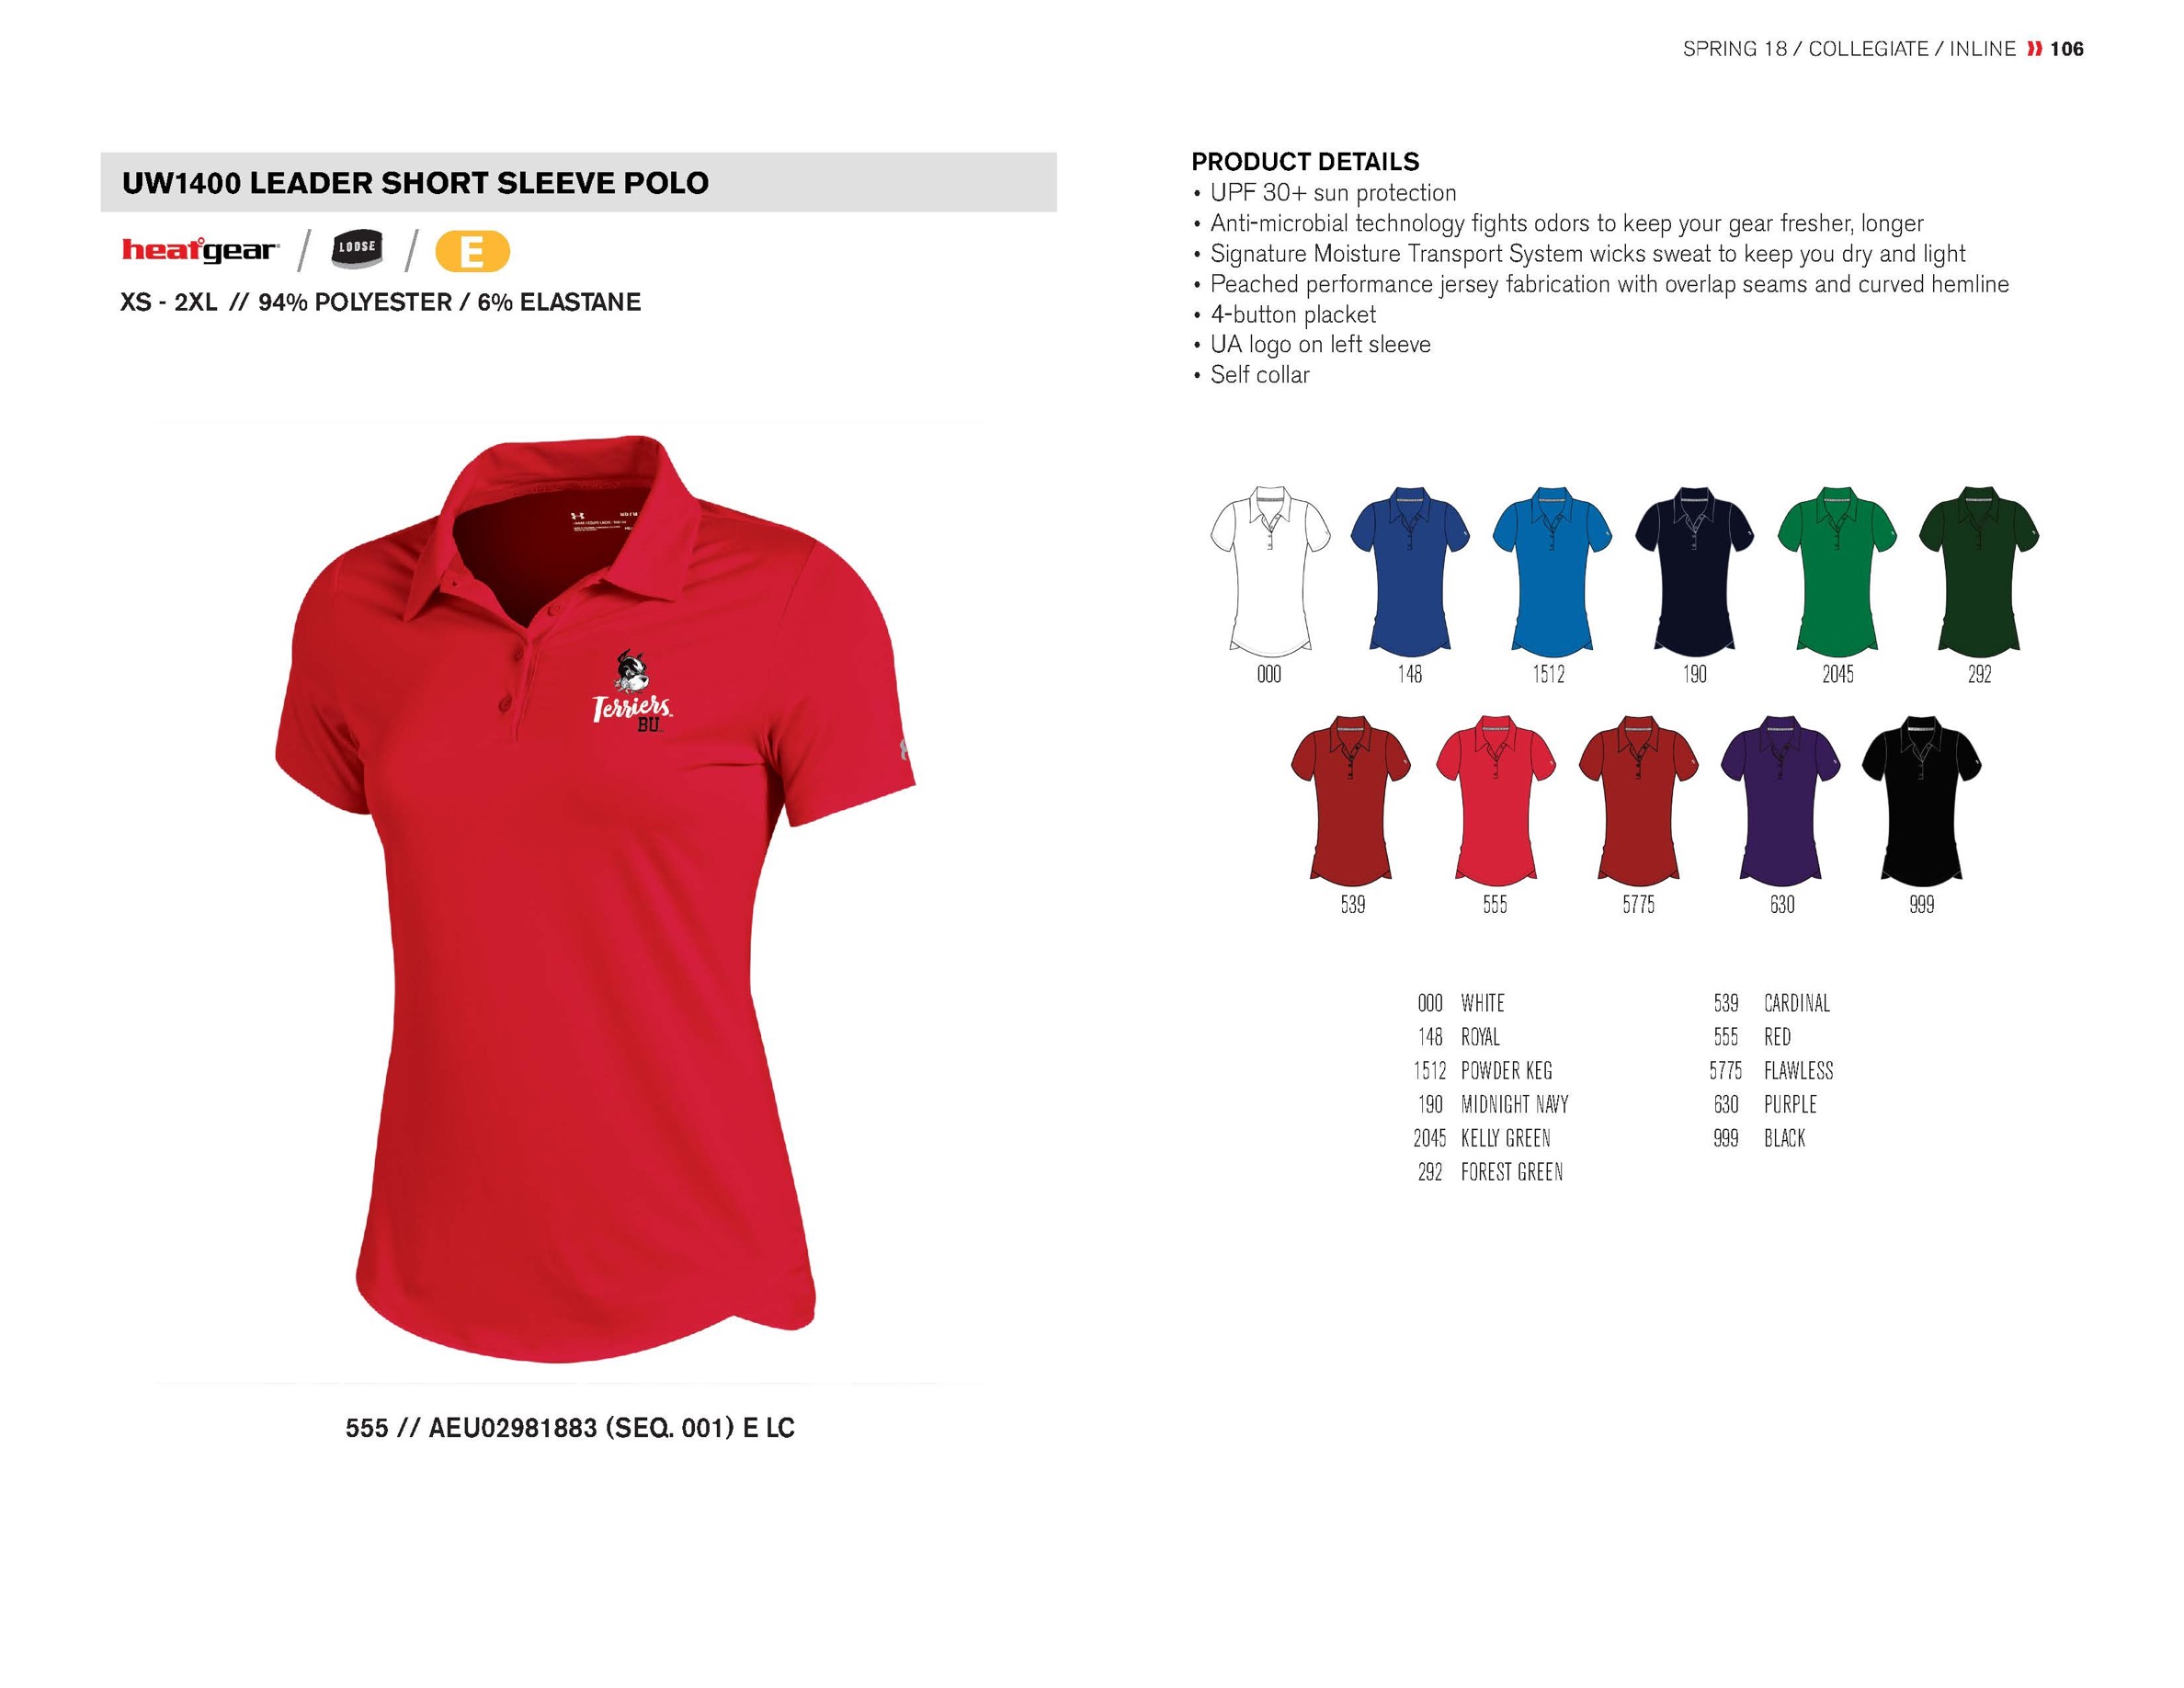 SPRING 18 / COLLEGIATE / INLINE 106
UW1400 LEADER SHORT SLEEVE POLO
heatgear / LOOSE / E
XS - 2XL // 94% POLYESTER / 6% ELASTANE
Terriers
BU
555 // AEU02981883 (SEQ. 001) E LC
PRODUCT DETAILS
• UPF 30+ sun protection
• Anti-microbial technology fights odors to keep your gear fresher, longer
• Signature Moisture Transport System wicks sweat to keep you dry and light
• Peached performance jersey fabrication with overlap seams and curved hemline
• 4-button placket
• UA logo on left sleeve
• Self collar
000 148 1512 190 2045 292
539 555 5775 630 999
000 WHITE
148 ROYAL
1512 POWDER KEG
190 MIDNIGHT NAVY
2045 KELLY GREEN
292 FOREST GREEN
539 CARDINAL
555 RED
5775 FLAWLESS
630 PURPLE
999 BLACK